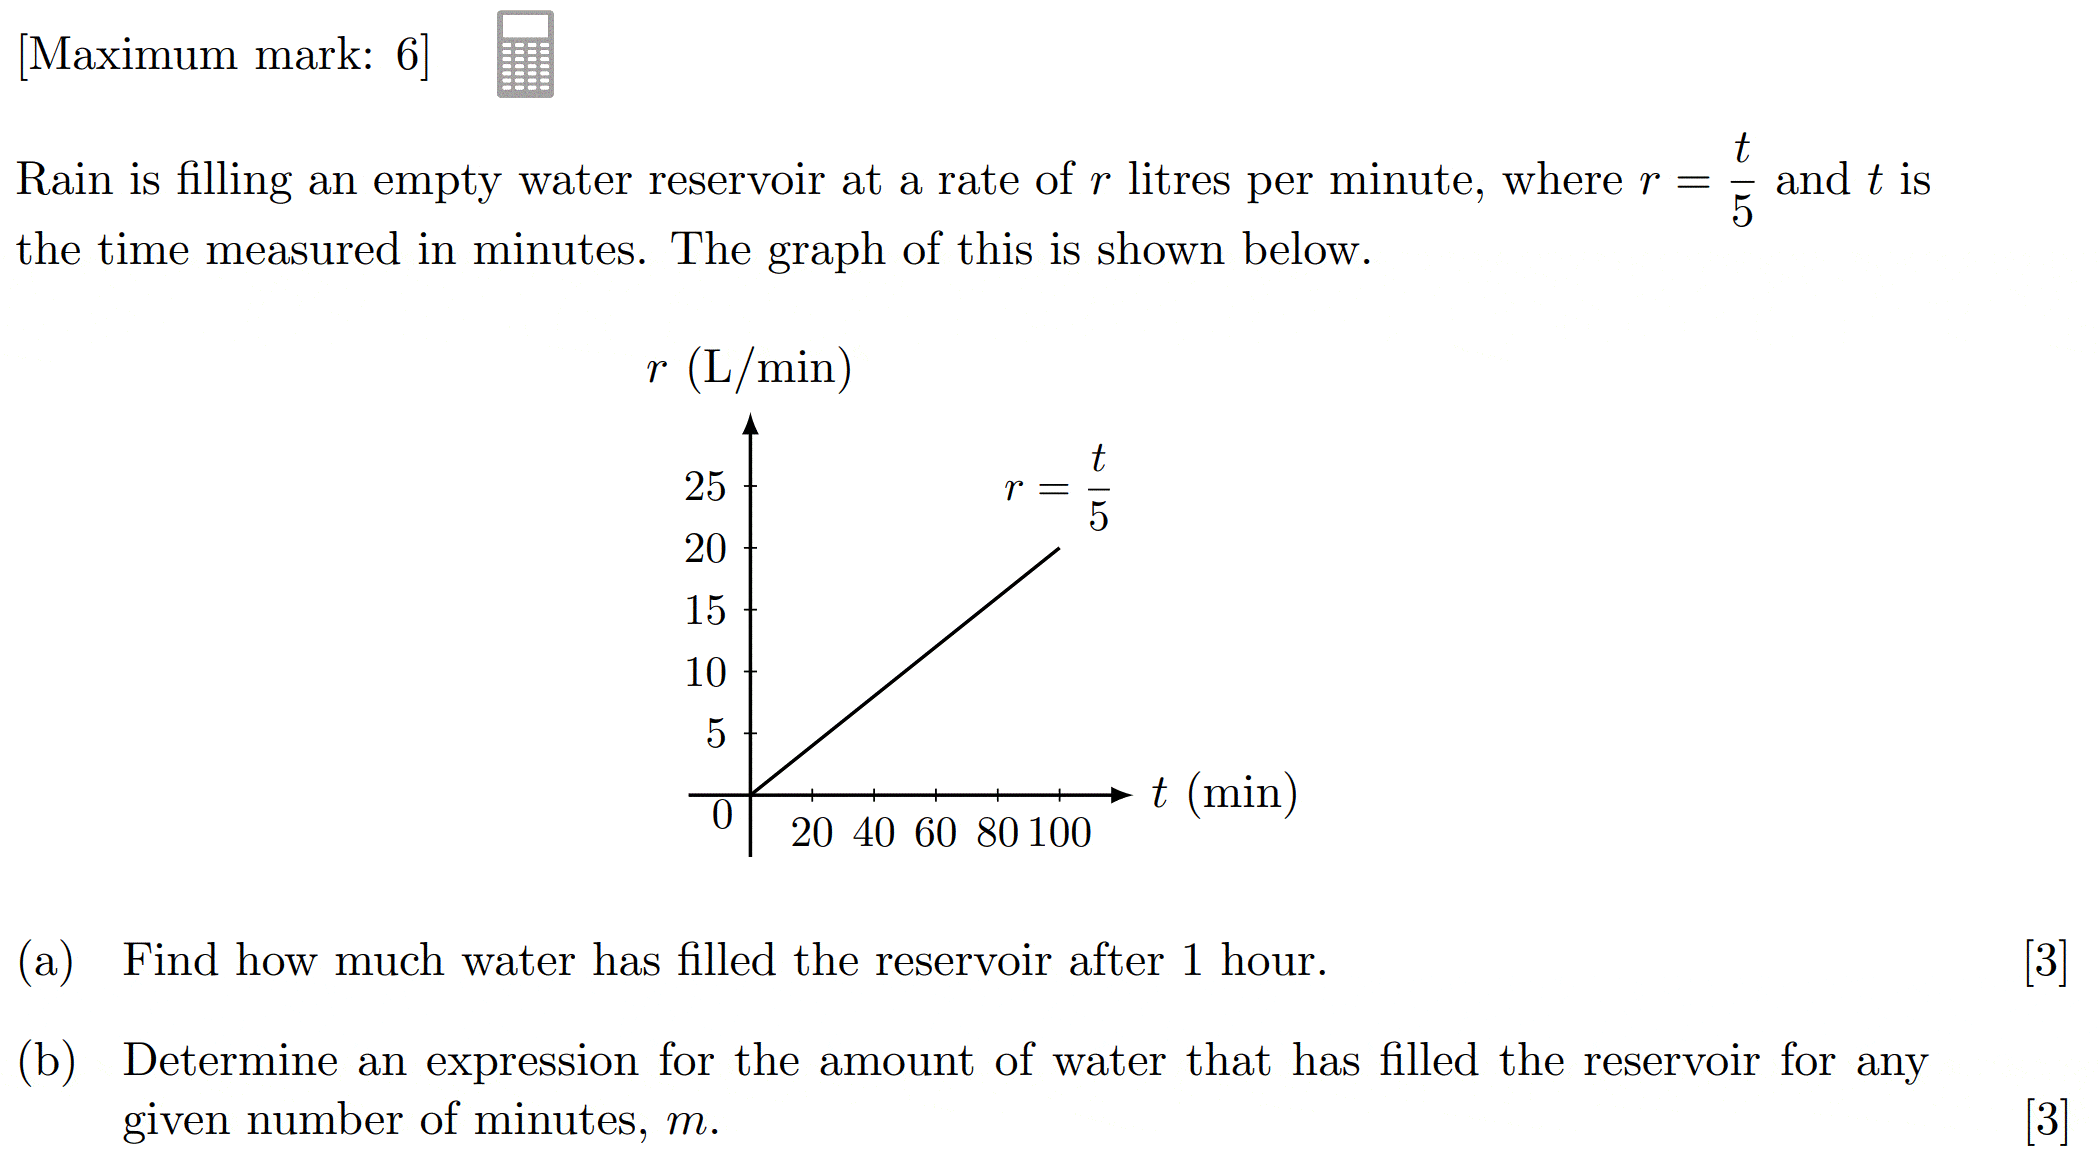 [Maximum mark: 6]
Rain is filling an empty water reservoir at a rate of r litres per minute, where r = t/5 and t is
the time measured in minutes. The graph of this is shown below.
r (L/min)
r = t/5
25
20
15
10
5
0
20 40 60 80 100
t (min)
(a) Find how much water has filled the reservoir after 1 hour. [3]
(b) Determine an expression for the amount of water that has filled the reservoir for any
given number of minutes, m. [3]